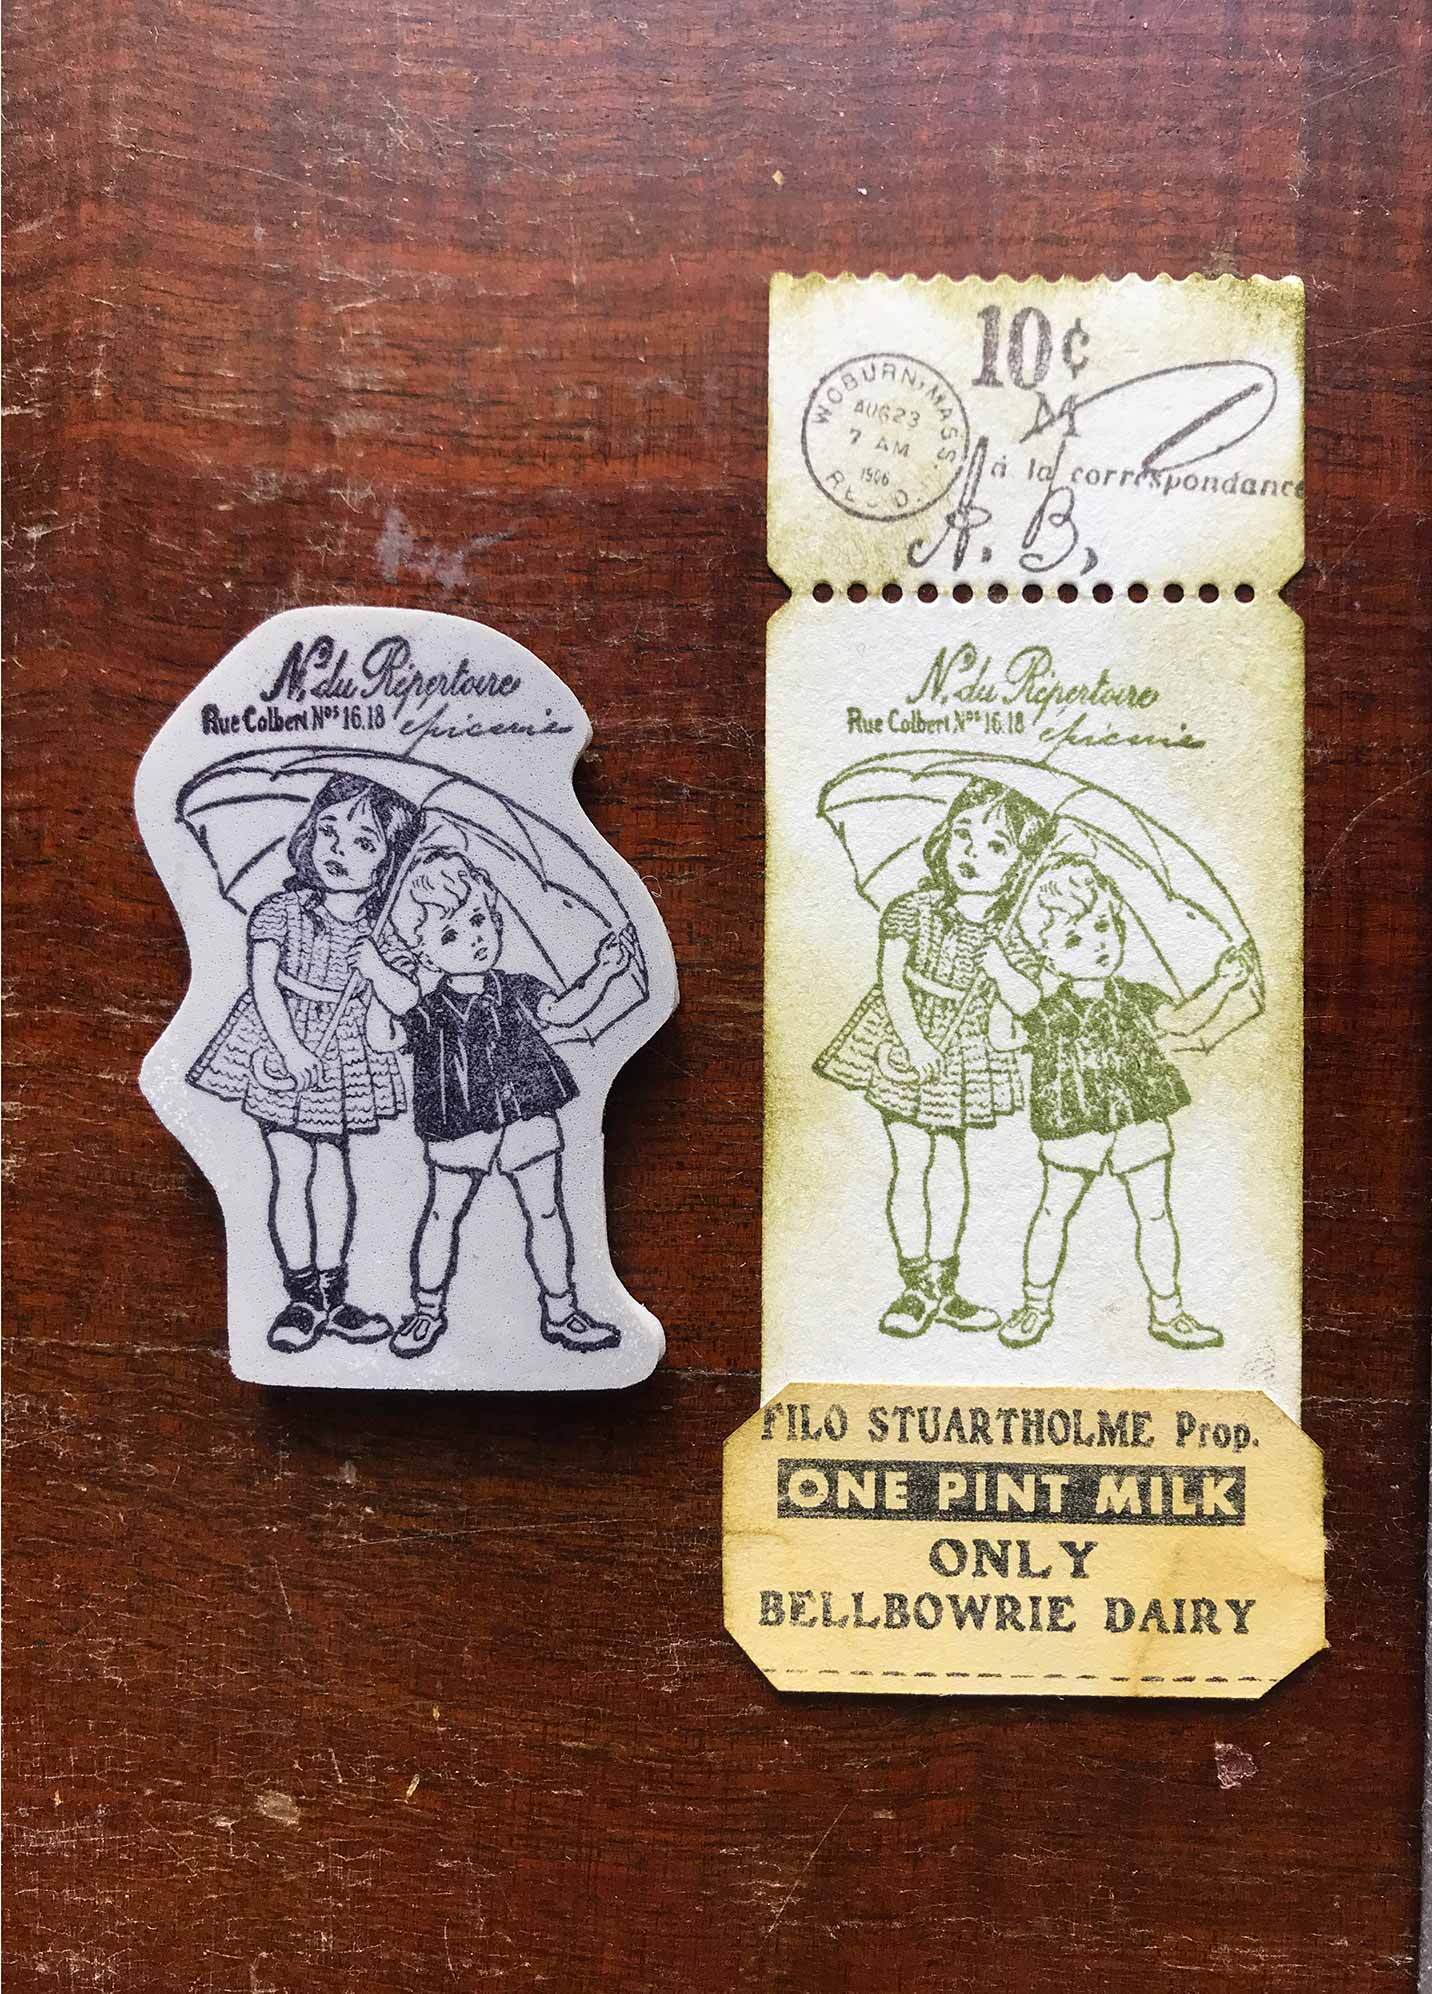 N. du Répertoire
Rue Colbert Nos 16.18 épicerie
10¢
M
WOBURN, MASS.
AUG 23
7 AM
1906
REC'D.
à la correspondance
A. B,
N. du Répertoire
Rue Colbert Nos 16.18 épicerie
FILO STUARTHOLME Prop.
ONE PINT MILK
ONLY
BELLBOWRIE DAIRY